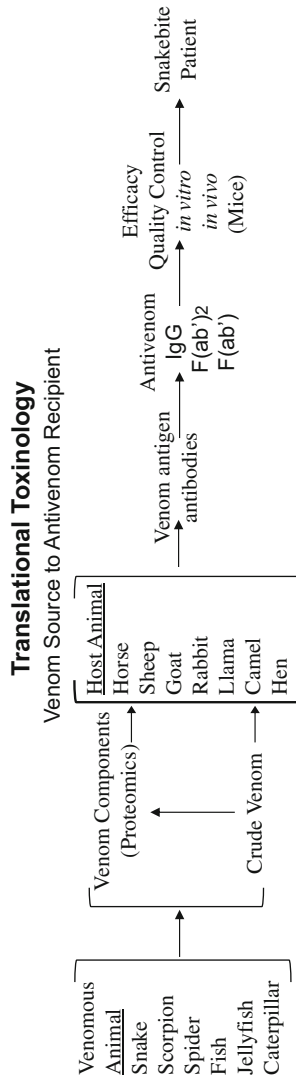 Translational Toxinology
Venom Source to Antivenom Recipient
Venomous
Animal
Snake
Scorpion
Spider
Fish
Jellyfish
Caterpillar
Venom Components
(Proteomics)
Crude Venom
Host Animal
Horse
Sheep
Goat
Rabbit
Llama
Camel
Hen
Venom antigen
antibodies
Antivenom
IgG
F(ab')2
F(ab')
Efficacy
Quality Control
in vitro
in vivo
(Mice)
Snakebite
Patient